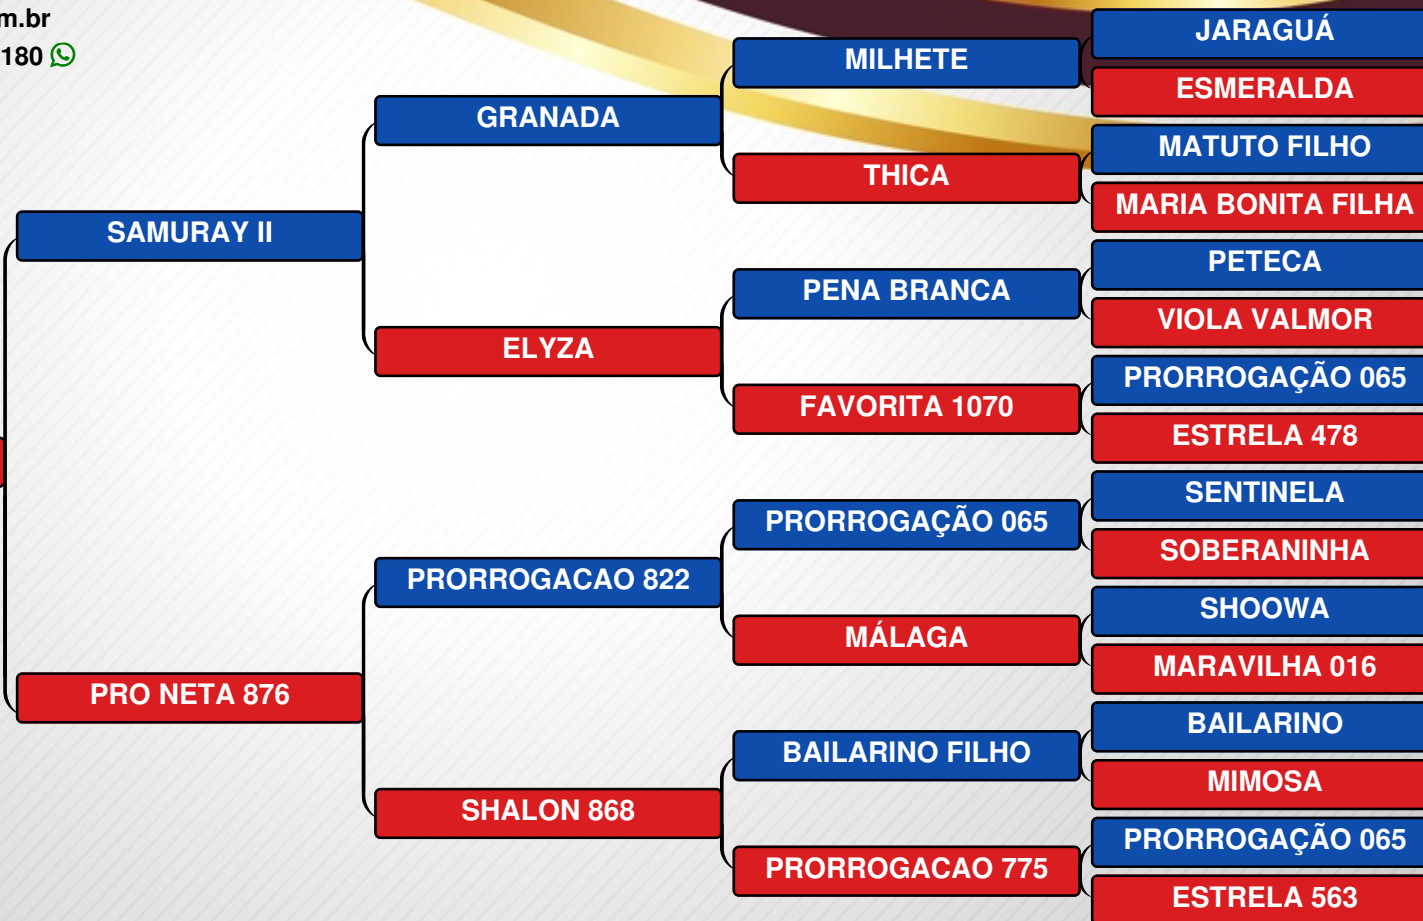 m.br
180
JARAGUÁ
MILHETE
ESMERALDA
GRANADA
MATUTO FILHO
THICA
MARIA BONITA FILHA
SAMURAY II
PETECA
PENA BRANCA
VIOLA VALMOR
ELYZA
PRORROGAÇÃO 065
FAVORITA 1070
ESTRELA 478
SENTINELA
PRORROGAÇÃO 065
SOBERANINHA
PRORROGACAO 822
SHOOWA
MÁLAGA
MARAVILHA 016
PRO NETA 876
BAILARINO
BAILARINO FILHO
MIMOSA
SHALON 868
PRORROGAÇÃO 065
PRORROGACAO 775
ESTRELA 563